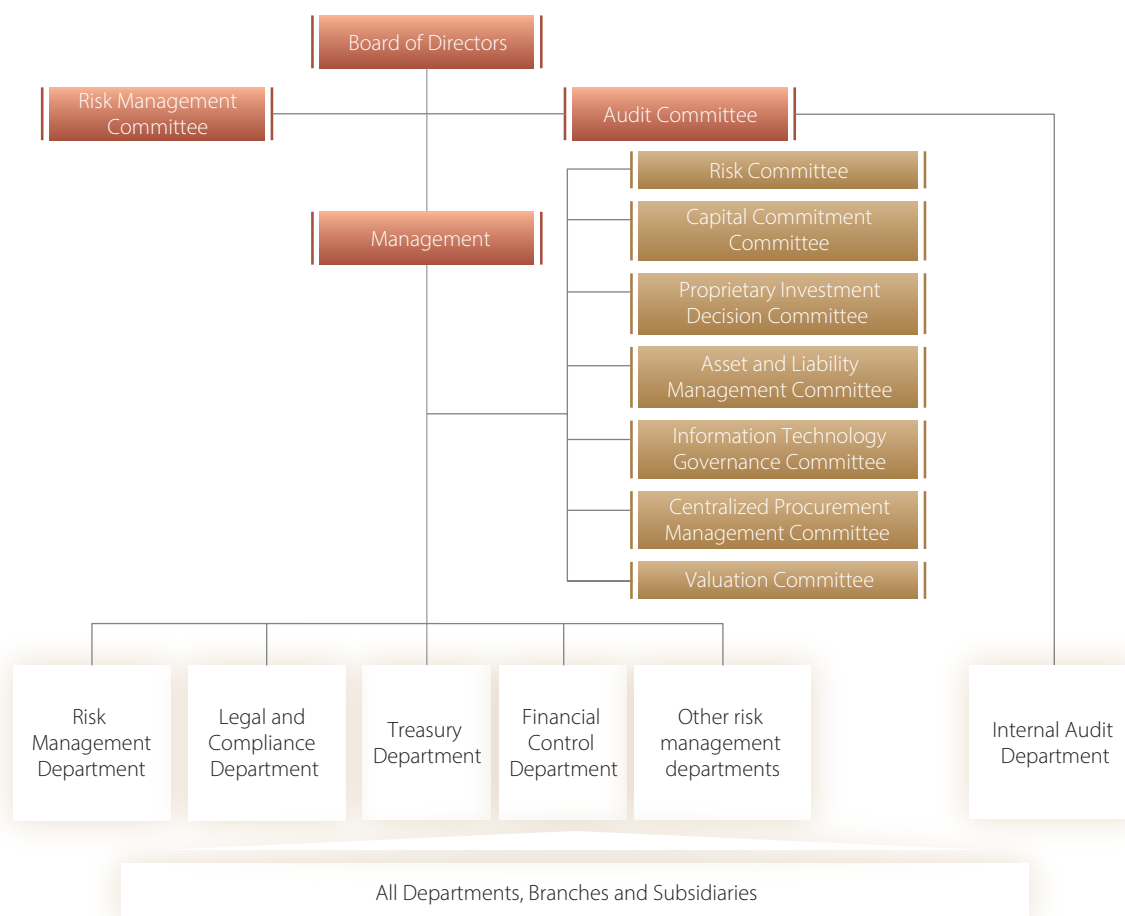 Board of Directors
Risk Management
Committee
Audit Committee
Risk Committee
Capital Commitment
Committee
Management
Proprietary Investment
Decision Committee
Asset and Liability
Management Committee
Information Technology
Governance Committee
Centralized Procurement
Management Committee
Valuation Committee
Risk
Management
Department
Legal and
Compliance
Department
Treasury
Department
Financial
Control
Department
Other risk
management
departments
Internal Audit
Department
All Departments, Branches and Subsidiaries